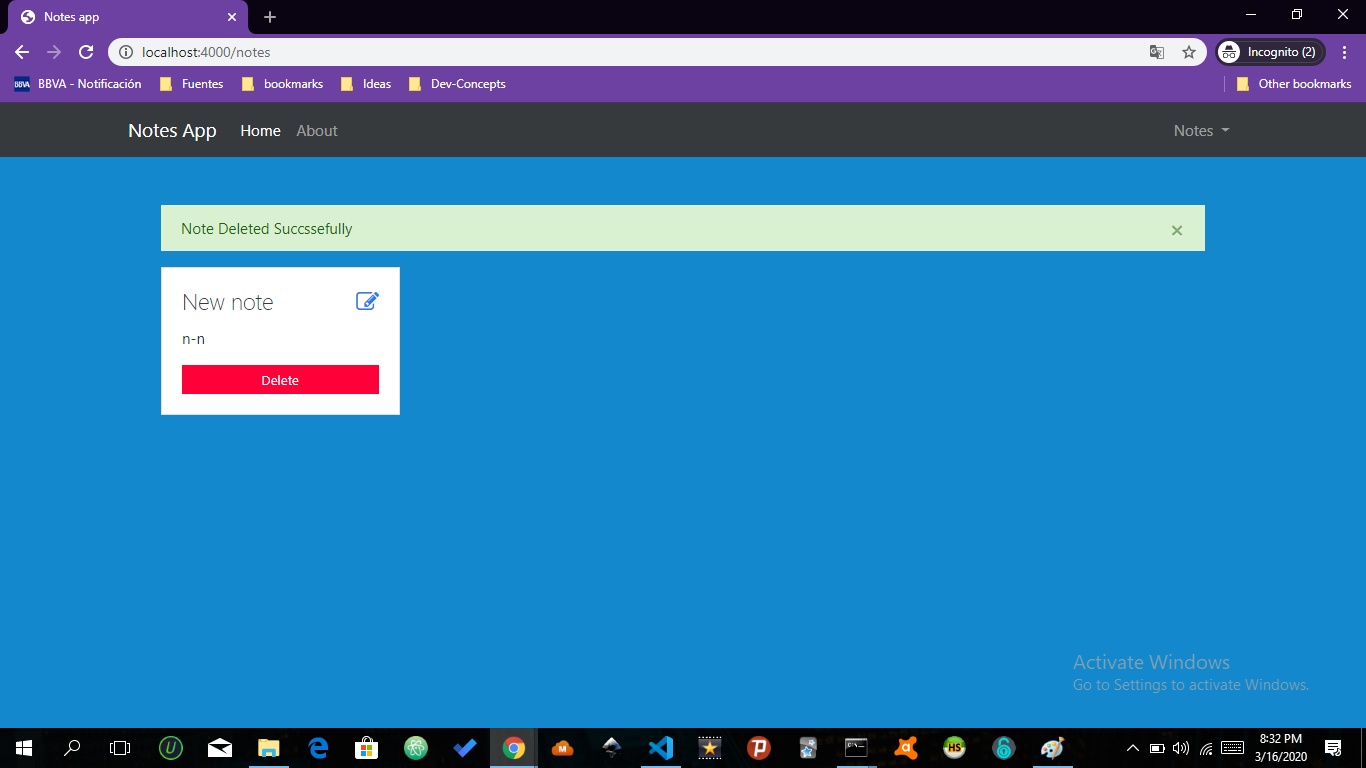 Notes app
localhost:4000/notes
Incognito (2)
BBVA
BBVA - Notificación
Fuentes
bookmarks
Ideas
Dev-Concepts
Other bookmarks
Notes App
Home
About
Notes
Note Deleted Succssefully
×
New note
n-n
Delete
Activate Windows
Go to Settings to activate Windows.
U
M
C:\_
HS
8:32 PM
3/16/2020